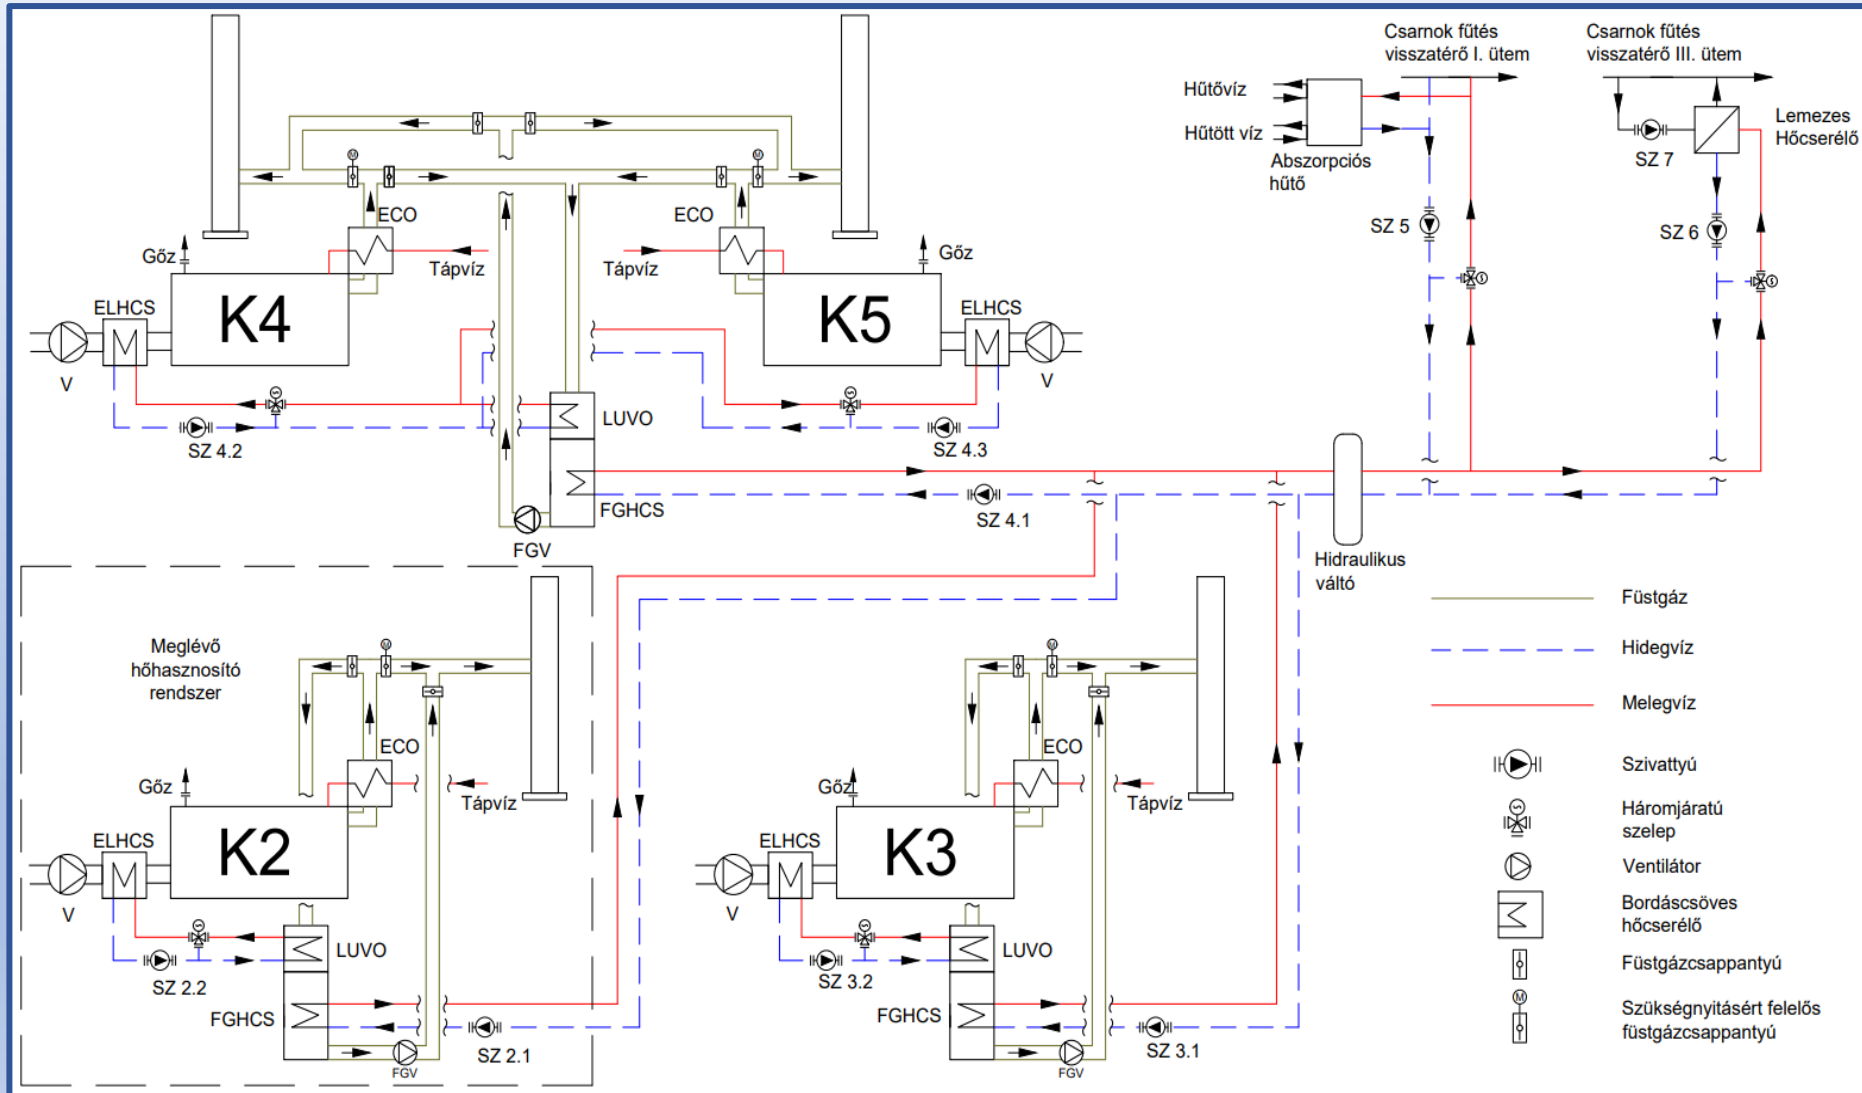 Csarnok fűtés
visszatérő I. ütem
Csarnok fűtés
visszatérő III. ütem
Hűtővíz
Hűtött víz
Abszorpciós
hűtő
SZ 7
Lemezes
Hőcserélő
SZ 5
SZ 6
M
M
ECO
ECO
Gőz
Tápvíz
Tápvíz
Gőz
ELHCS
K4
K5
ELHCS
V
V
S
S
S
S
LUVO
SZ 4.2
SZ 4.3
FGHCS
SZ 4.1
FGV
Hidraulikus
váltó
Meglévő
hőhasznosító
rendszer
M
ECO
Gőz
Tápvíz
ELHCS
K2
V
S
LUVO
SZ 2.2
FGHCS
SZ 2.1
FGV
M
ECO
Gőz
Tápvíz
ELHCS
K3
V
S
LUVO
SZ 3.2
FGHCS
SZ 3.1
FGV
Füstgáz
Hidegvíz
Melegvíz
Szivattyú
S
Háromjáratú
szelep
Ventilátor
Bordáscsöves
hőcserélő
Füstgázcsappantyú
M
Szükségnyitásért felelős
füstgázcsappantyú